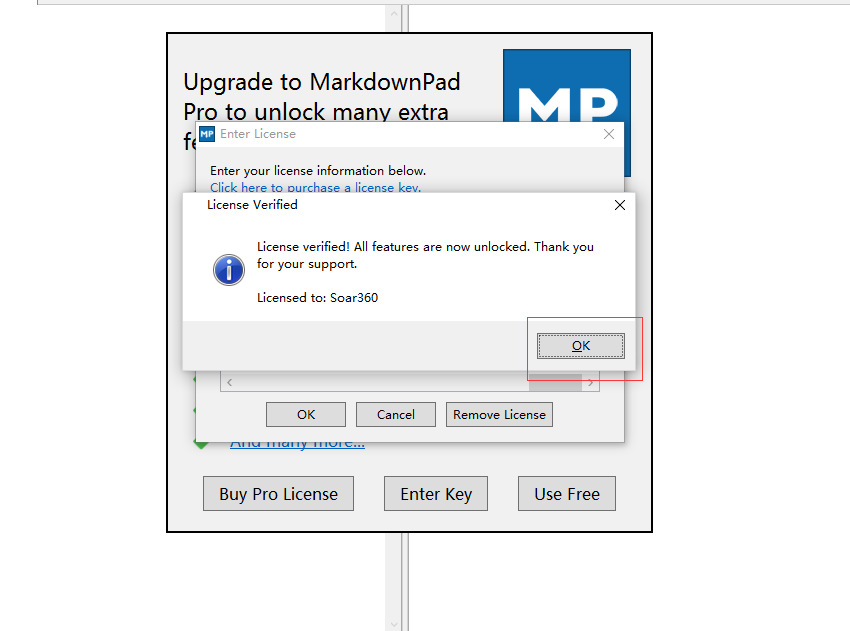 Upgrade to MarkdownPad
Pro to unlock many extra
MP
MP Enter License
Enter your license information below.
Click here to purchase a license key.
License Verified
License verified! All features are now unlocked. Thank you
for your support.
Licensed to: Soar360
OK
OK Cancel Remove License
And many more...
Buy Pro License Enter Key Use Free